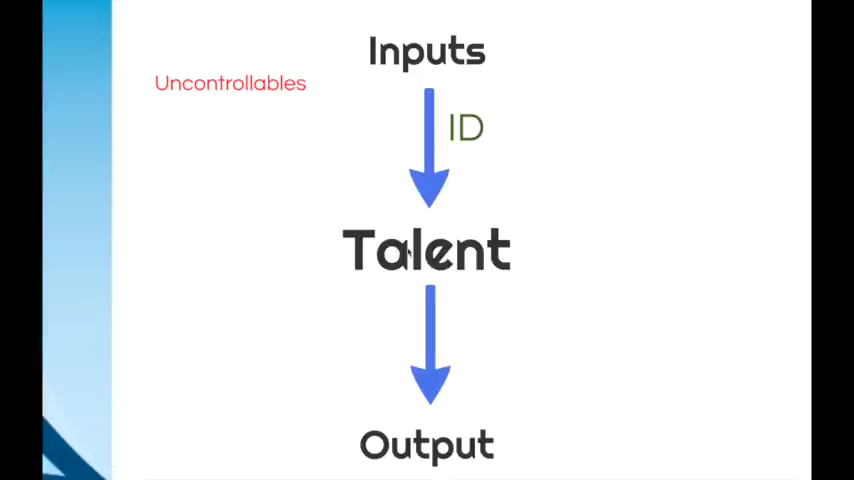 Inputs
Uncontrollables
ID
Talent
Output